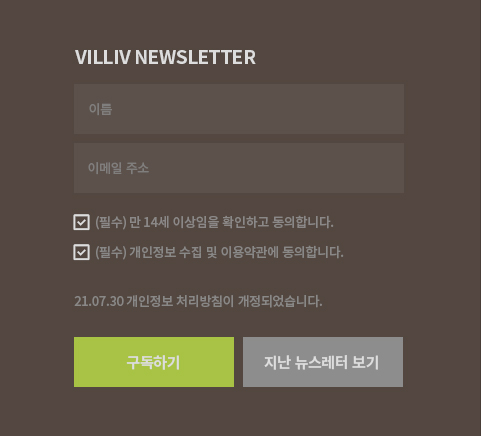 VILLIV NEWSLETTER
이름
이메일 주소
(필수) 만 14세 이상임을 확인하고 동의합니다.
(필수) 개인정보 수집 및 이용약관에 동의합니다.
21.07.30 개인정보 처리방침이 개정되었습니다.
구독하기
지난 뉴스레터 보기